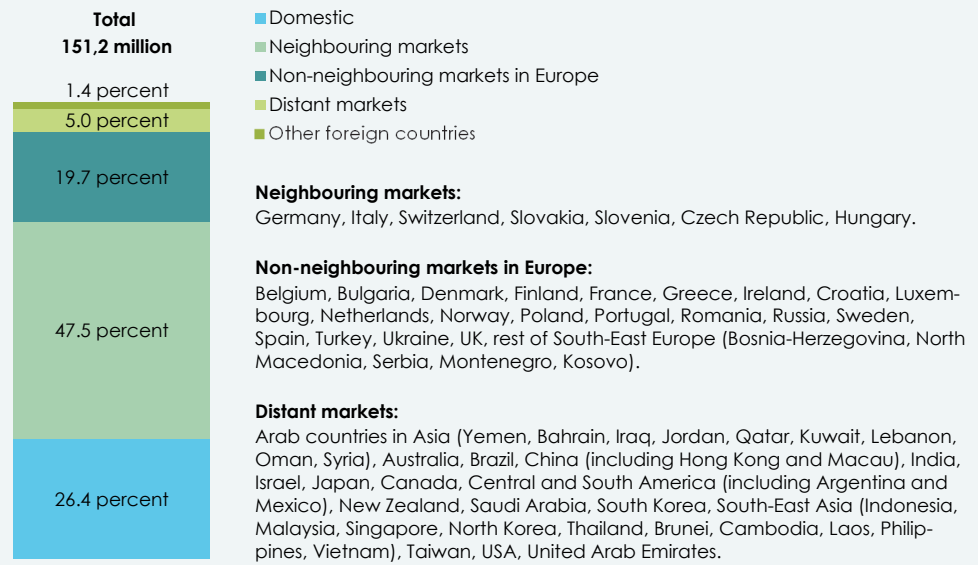 Total
151,2 million
1.4 percent
5.0 percent
19.7 percent
47.5 percent
26.4 percent
Domestic
Neighbouring markets
Non-neighbouring markets in Europe
Distant markets
Other foreign countries
Neighbouring markets:
Germany, Italy, Switzerland, Slovakia, Slovenia, Czech Republic, Hungary.
Non-neighbouring markets in Europe:
Belgium, Bulgaria, Denmark, Finland, France, Greece, Ireland, Croatia, Luxem-
bourg, Netherlands, Norway, Poland, Portugal, Romania, Russia, Sweden,
Spain, Turkey, Ukraine, UK, rest of South-East Europe (Bosnia-Herzegovina, North
Macedonia, Serbia, Montenegro, Kosovo).
Distant markets:
Arab countries in Asia (Yemen, Bahrain, Iraq, Jordan, Qatar, Kuwait, Lebanon,
Oman, Syria), Australia, Brazil, China (including Hong Kong and Macau), India,
Israel, Japan, Canada, Central and South America (including Argentina and
Mexico), New Zealand, Saudi Arabia, South Korea, South-East Asia (Indonesia,
Malaysia, Singapore, North Korea, Thailand, Brunei, Cambodia, Laos, Philip-
pines, Vietnam), Taiwan, USA, United Arab Emirates.